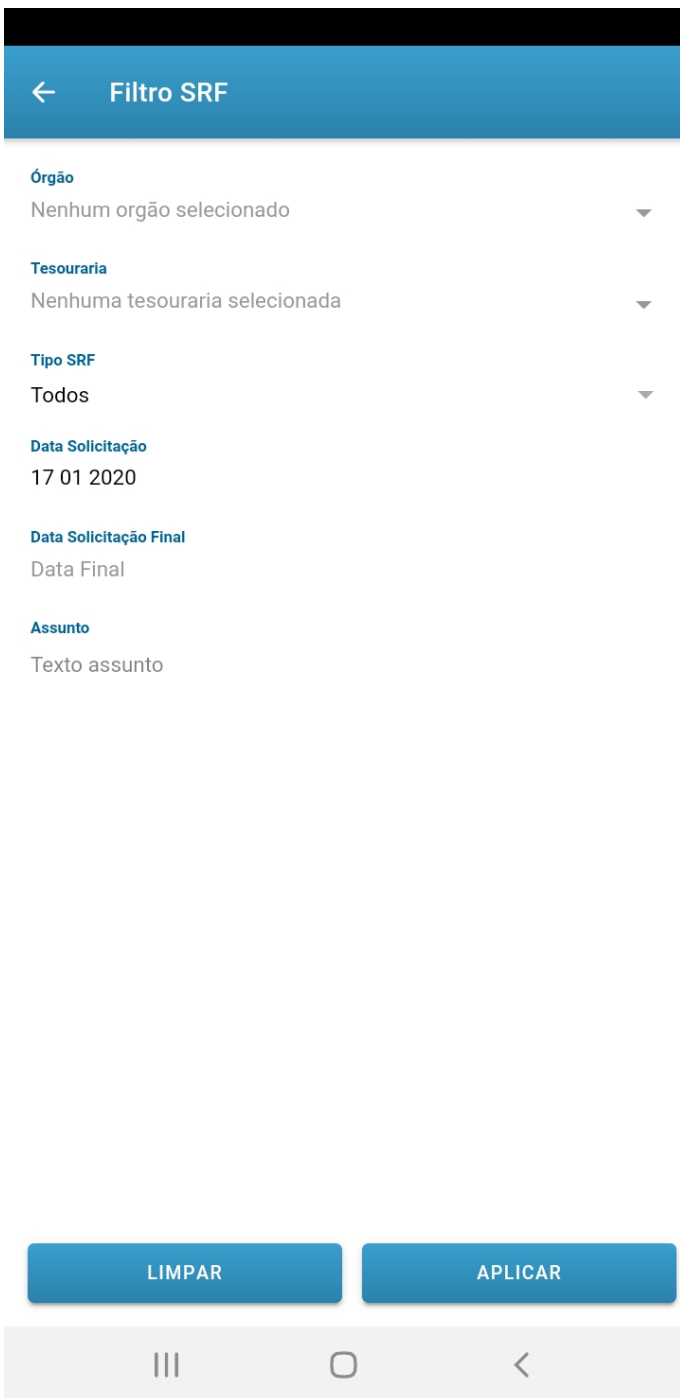 Filtro SRF
Órgão
Nenhum orgão selecionado
Tesouraria
Nenhuma tesouraria selecionada
Tipo SRF
Todos
Data Solicitação
17 01 2020
Data Solicitação Final
Data Final
Assunto
Texto assunto
LIMPAR
APLICAR